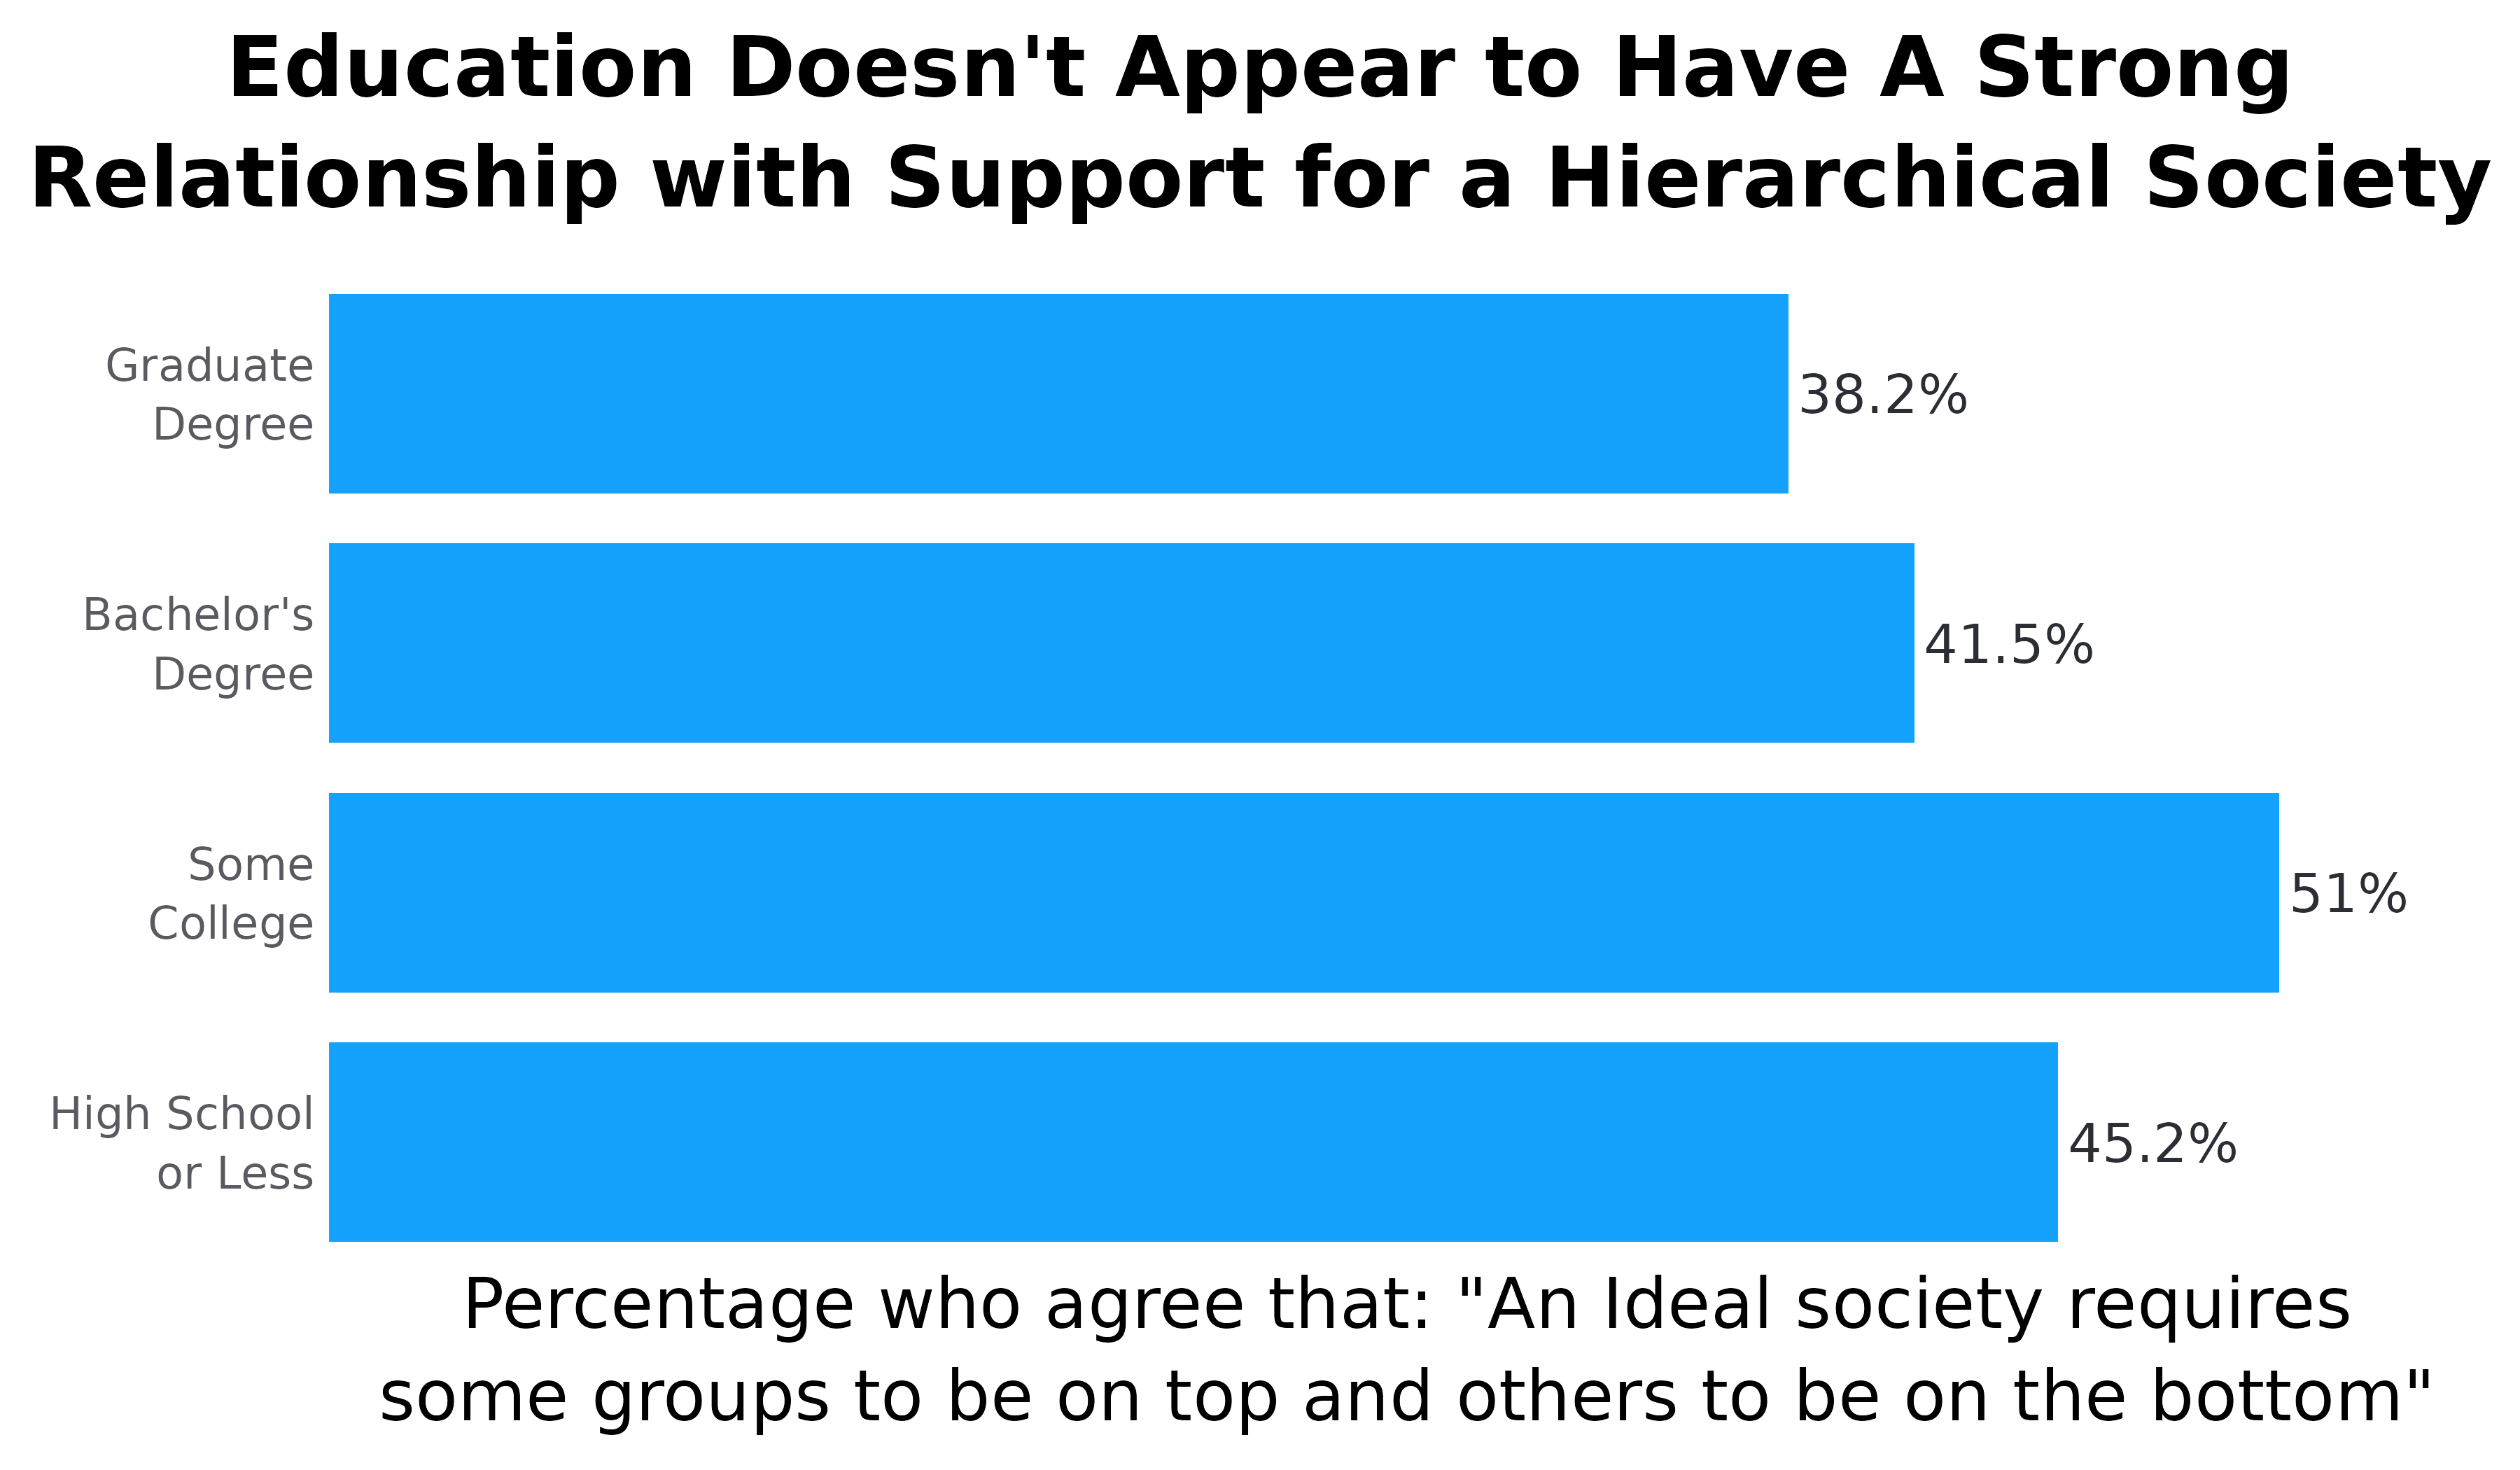 Education Doesn't Appear to Have A Strong
Relationship with Support for a Hierarchical Society
Graduate
Degree
38.2%
Bachelor's
Degree
41.5%
Some
College
51%
High School
or Less
45.2%
Percentage who agree that: "An Ideal society requires
some groups to be on top and others to be on the bottom"